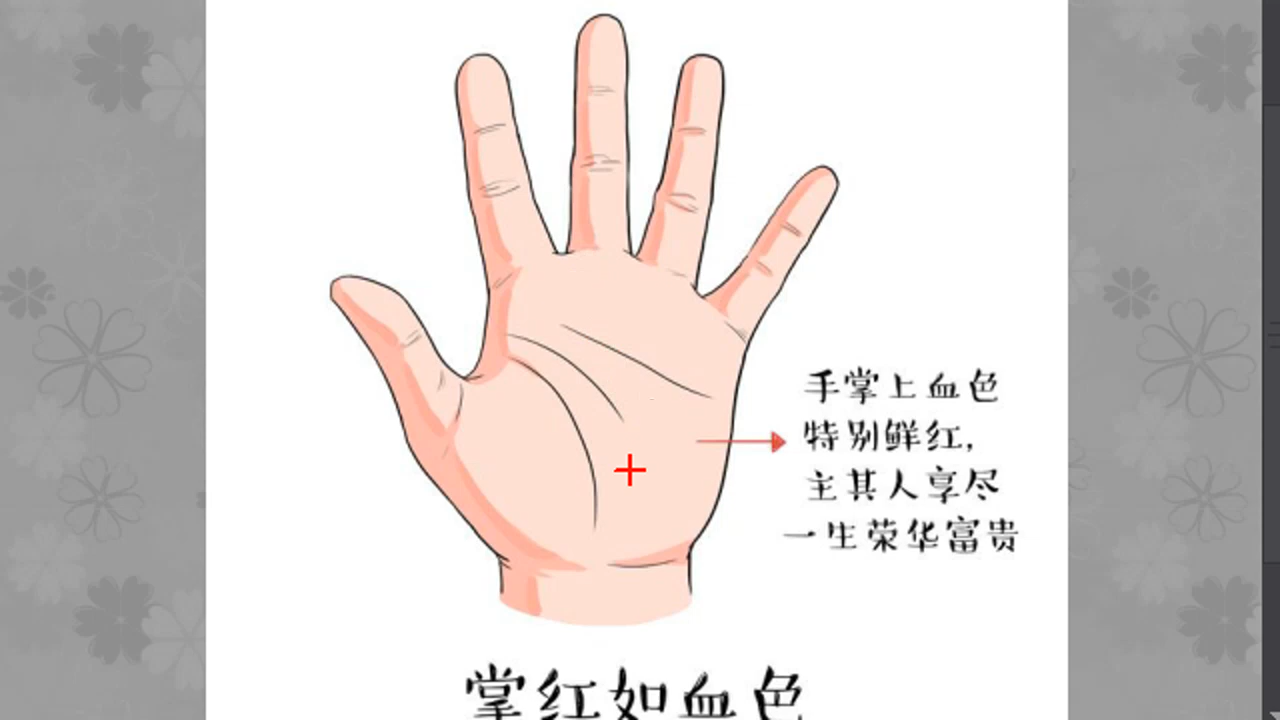 手掌上血色
特别鲜红,
主其人享尽
一生荣华富贵
掌红如血色